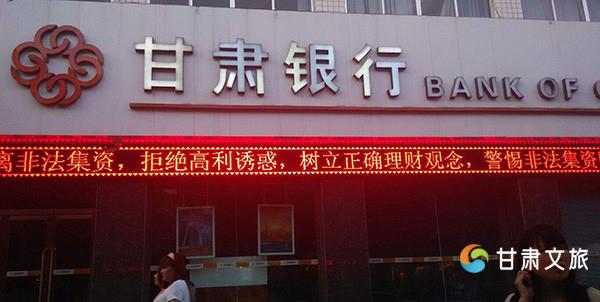 甘肃银行 BANK OF
离非法集资，拒绝高利诱惑，树立正确理财观念，警惕非法集资
甘肃文旅